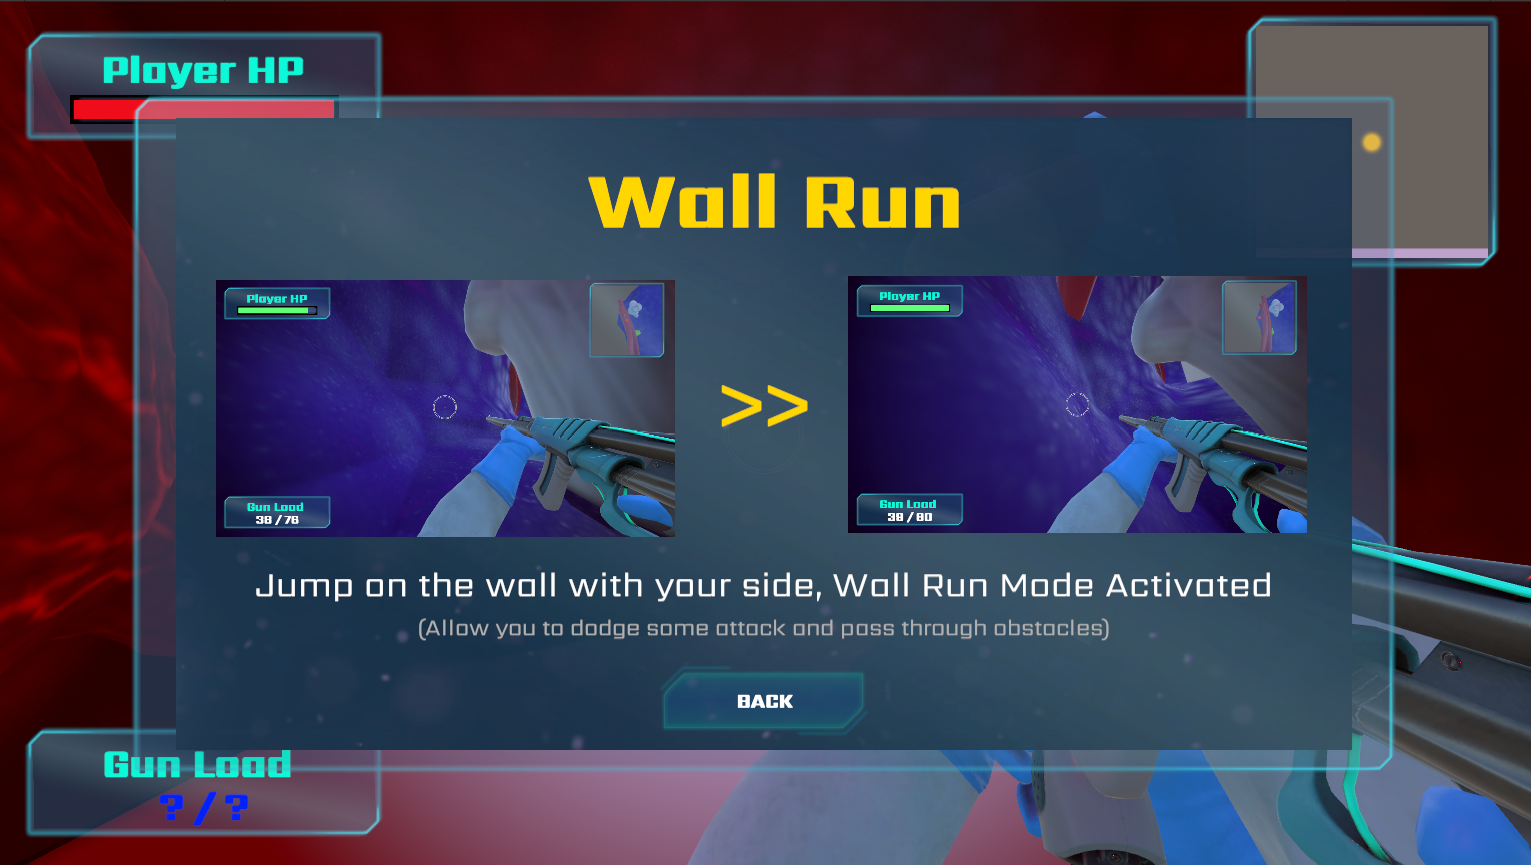 Player HP
Wall Run
Player HP
Gun Load
38 / 76
>>
Player HP
Gun Load
38 / 80
Jump on the wall with your side, Wall Run Mode Activated
(Allow you to dodge some attack and pass through obstacles)
BACK
Gun Load
? / ?